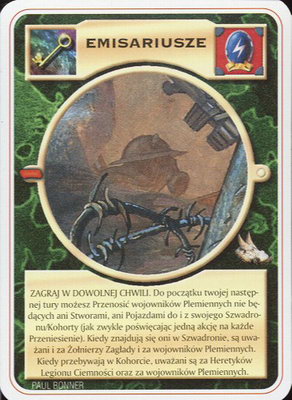 EMISARIUSZE
ZAGRAJ W DOWOLNEJ CHWILI. Do początku twojej następ-
nej tury możesz Przenosić wojowników Plemiennych nie bę-
dących ani Stworami, ani Pojazdami do i z swojego Szwadro-
nu/Kohorty (jak zwykle poświęcając jedną akcję na każde
Przeniesienie). Kiedy znajdują się oni w Szwadronie, są uwa-
żani i za Żołnierzy Zagłady i za wojowników Plemiennych.
Kiedy przebywają w Kohorcie, uważani są za Heretyków
Legionu Ciemności oraz za wojowników Plemiennych.
PAUL BONNER